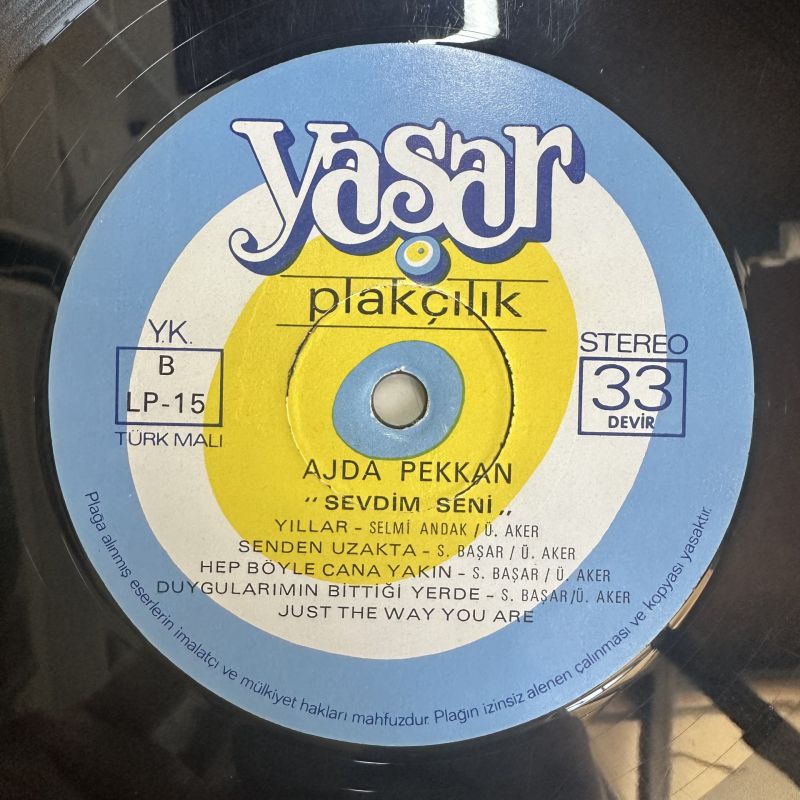 yaşar
plakçılık
Y.K.
B
LP-15
TÜRK MALI
STEREO
33
DEVİR
AJDA PEKKAN
“SEVDİM SENİ„
YILLAR - SELMİ ANDAK / Ü. AKER
SENDEN UZAKTA - S. BAŞAR / Ü. AKER
HEP BÖYLE CANA YAKIN - S. BAŞAR / Ü. AKER
DUYGULARIMIN BİTTİĞİ YERDE - S. BAŞAR/Ü. AKER
JUST THE WAY YOU ARE
Plağa alınmış eserlerin imalatçı ve mülkiyet hakları mahfuzdur. Plağın izinsiz alenen çalınması ve kopyası yasaktır.